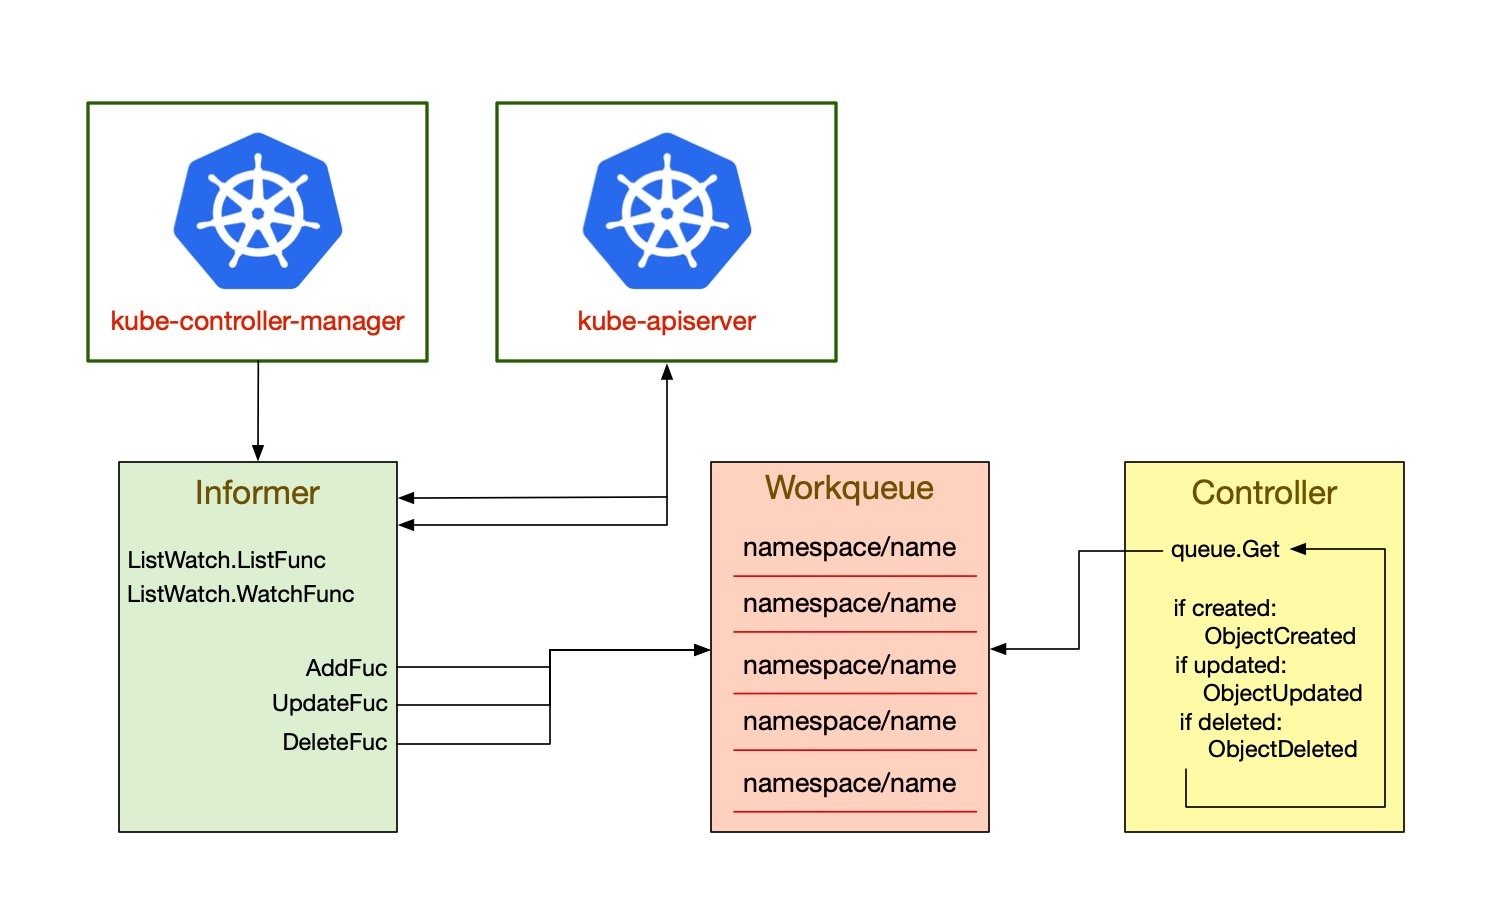 kube-controller-manager
kube-apiserver
Informer
ListWatch.ListFunc
ListWatch.WatchFunc
AddFuc
UpdateFuc
DeleteFuc
Workqueue
namespace/name
namespace/name
namespace/name
namespace/name
namespace/name
Controller
queue.Get
if created:
ObjectCreated
if updated:
ObjectUpdated
if deleted:
ObjectDeleted